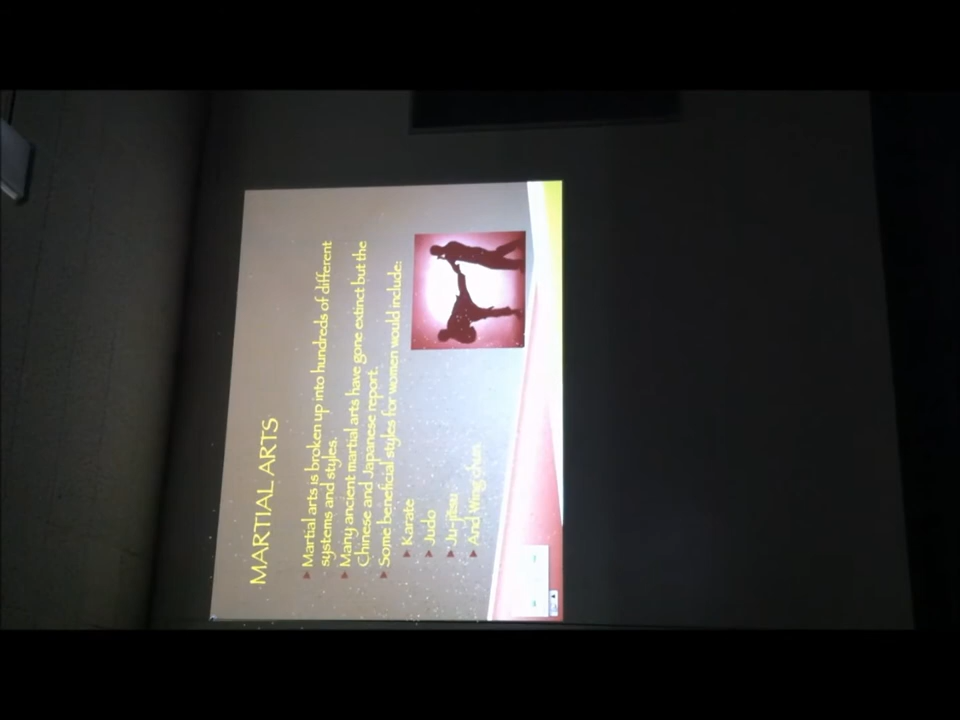 MARTIAL ARTS
Martial arts is broken up into hundreds of different
systems and styles.
Many ancient martial arts have gone extinct but the
Chinese and Japanese report.
Some beneficial styles for women would include:
Karate
Judo
Ju-jitsu
And Wing chun